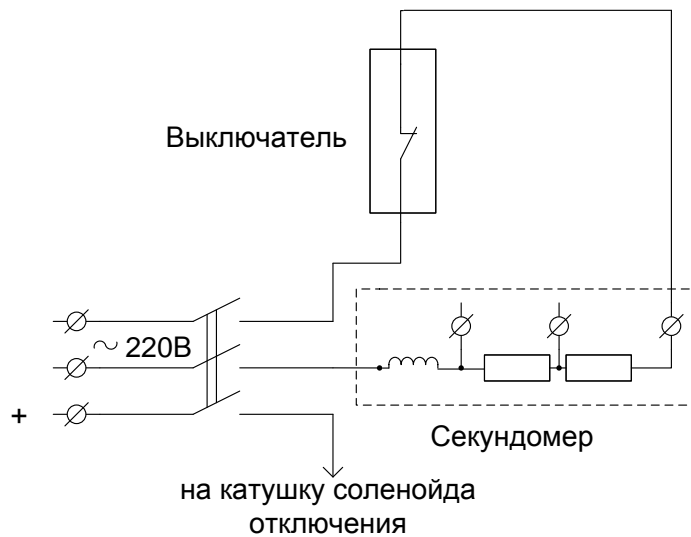 Выключатель
~ 220В
+
Секундомер
на катушку соленойда
отключения